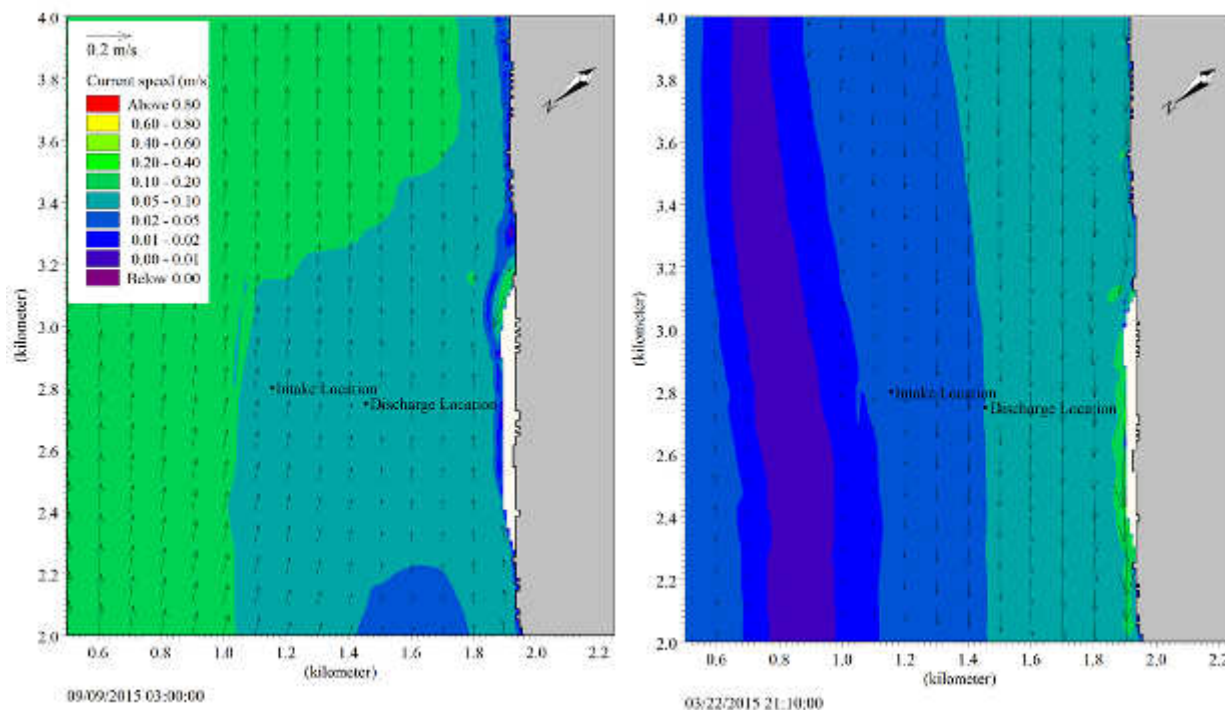 0.2 m/s
Current speed (m/s
Above 0.80
0.60 - 0.80
0.40 - 0.60
0.20 - 0.40
0.10 - 0.20
0.05 - 0.10
0.02 - 0.05
0.01 - 0.02
0.00 - 0.01
Below 0.00
4.0
3.8
3.6
3.4
3.2
3.0
2.8
2.6
2.4
2.2
2.0
(kilometer)
N
Intake Location
Discharge Location
0.6 0.8 1.0 1.2 1.4 1.6 1.8 2.0 2.2
(kilometer)
09/09/2015 03:00:00
4.0
3.8
3.6
3.4
3.2
3.0
2.8
2.6
2.4
2.2
2.0
(kilometer)
N
Intake Location
Discharge Location
0.6 0.8 1.0 1.2 1.4 1.6 1.8 2.0 2.2
(kilometer)
03/22/2015 21:10:00